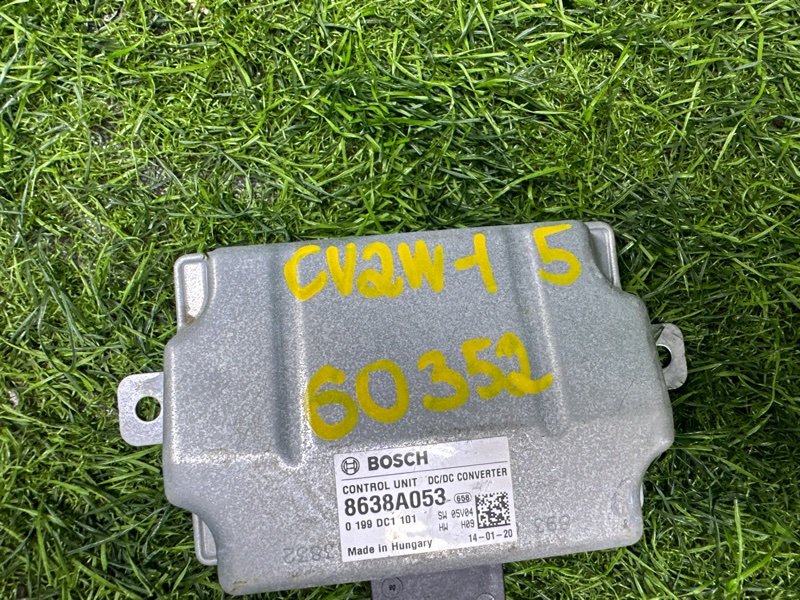 CV2W-1 5
60352
BOSCH
CONTROL UNIT DC/DC CONVERTER
8638A053 658
0 199 DC1 101
SW 05V04
HW H09
Made in Hungary
14-01-20